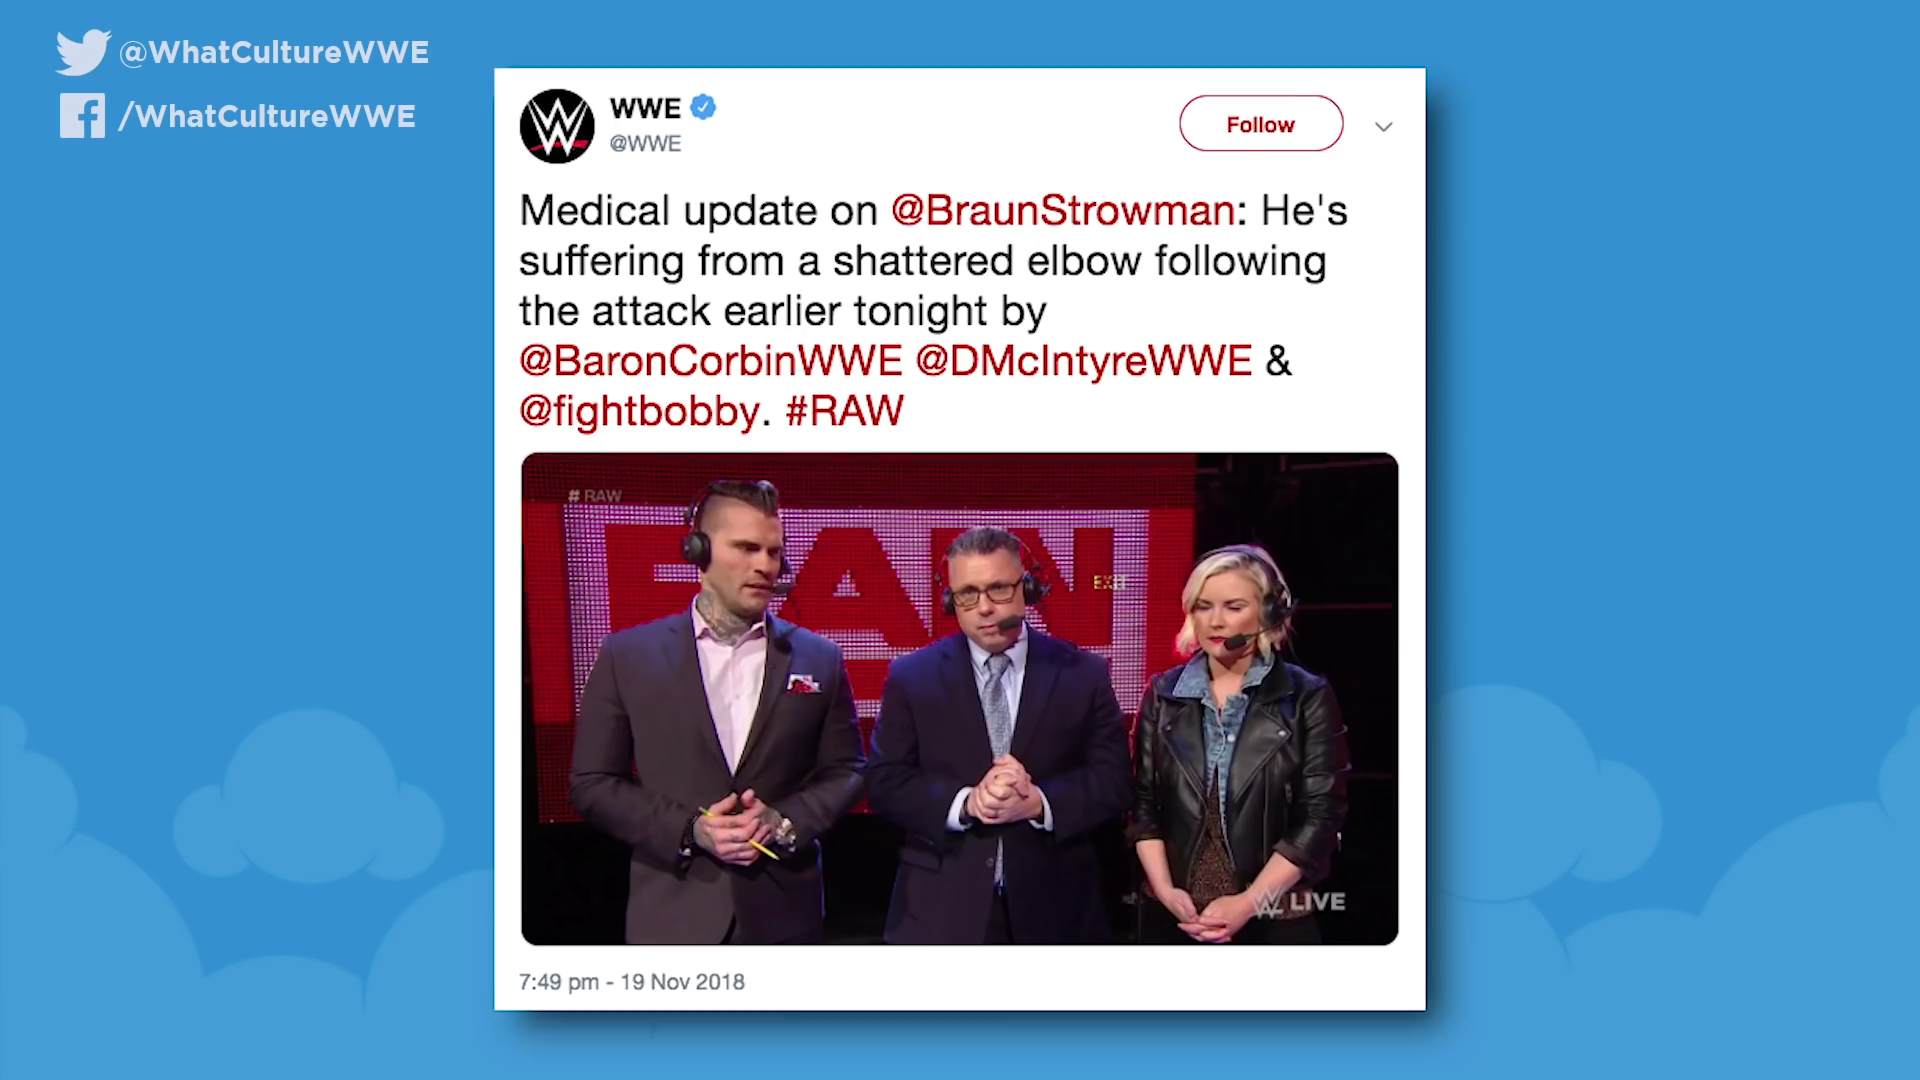 @WhatCultureWWE
/WhatCultureWWE
WWE
@WWE
Follow
Medical update on @BraunStrowman: He's
suffering from a shattered elbow following
the attack earlier tonight by
@BaronCorbinWWE @DMcIntyreWWE &
@fightbobby. #RAW
# RAW
EXIT
LIVE
7:49 pm - 19 Nov 2018